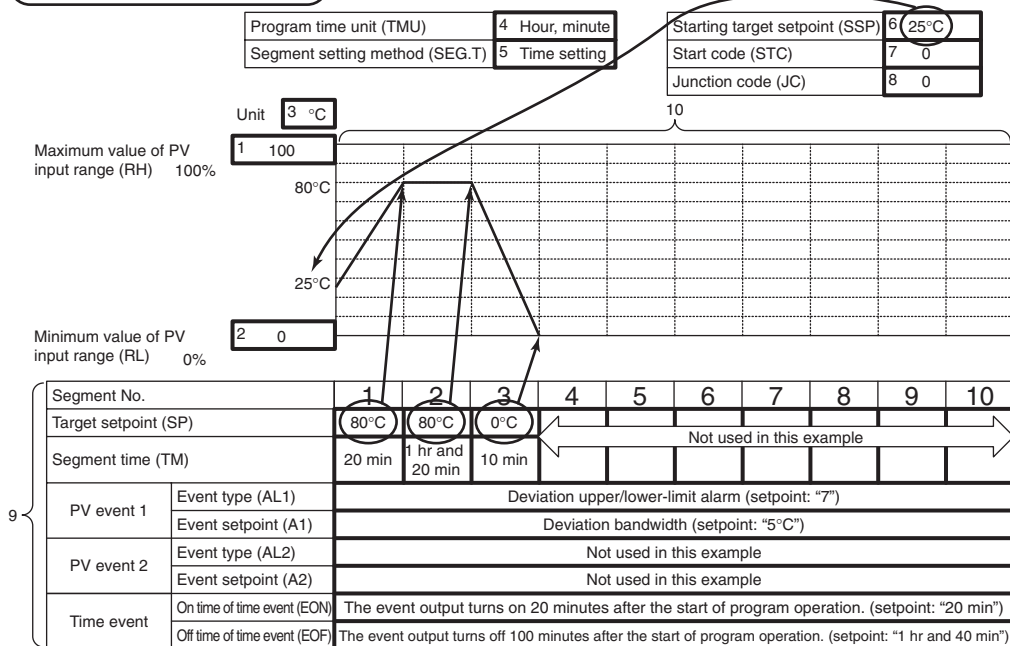 Program time unit (TMU) 4 Hour, minute
Segment setting method (SEG.T) 5 Time setting
Starting target setpoint (SSP) 6 25°C
Start code (STC) 7 0
Junction code (JC) 8 0
Unit 3 °C
10
Maximum value of PV
input range (RH) 100%
1 100
80°C
25°C
Minimum value of PV
input range (RL) 0%
2 0
9
Segment No. 1 2 3 4 5 6 7 8 9 10
Target setpoint (SP) 80°C 80°C 0°C
Not used in this example
Segment time (TM) 20 min 1 hr and 20 min 10 min
PV event 1
Event type (AL1) Deviation upper/lower-limit alarm (setpoint: “7”)
Event setpoint (A1) Deviation bandwidth (setpoint: “5°C”)
PV event 2
Event type (AL2) Not used in this example
Event setpoint (A2) Not used in this example
Time event
On time of time event (EON) The event output turns on 20 minutes after the start of program operation. (setpoint: “20 min”)
Off time of time event (EOF) The event output turns off 100 minutes after the start of program operation. (setpoint: “1 hr and 40 min”)